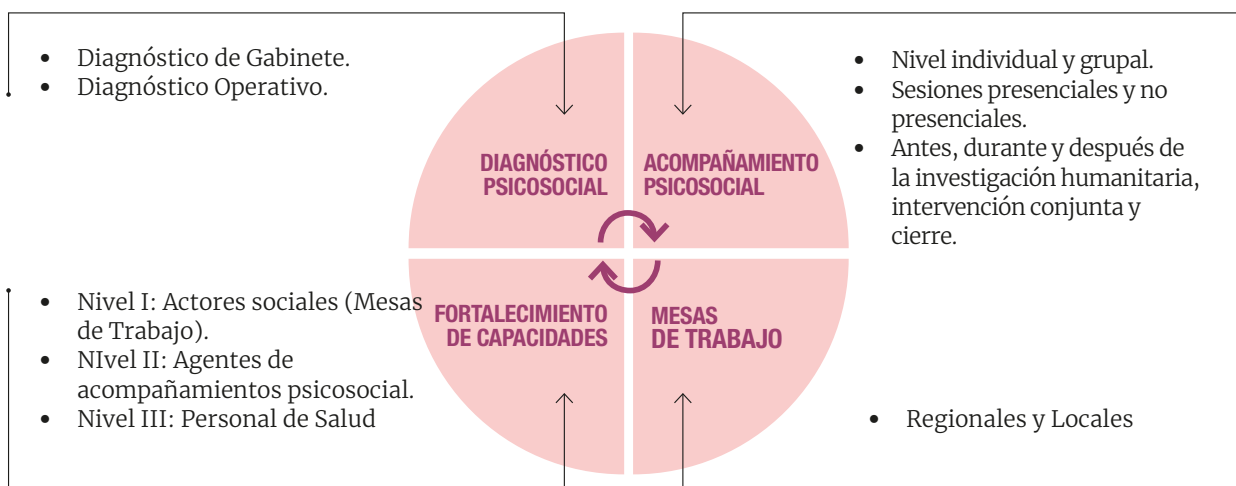 • Diagnóstico de Gabinete.
• Diagnóstico Operativo.
• Nivel individual y grupal.
• Sesiones presenciales y no
presenciales.
• Antes, durante y después de
la investigación humanitaria,
intervención conjunta y
cierre.
DIAGNÓSTICO
PSICOSOCIAL
ACOMPAÑAMIENTO
PSICOSOCIAL
• Nivel I: Actores sociales (Mesas
de Trabajo).
• NIvel II: Agentes de
acompañamientos psicosocial.
• Nivel III: Personal de Salud
FORTALECIMIENTO
DE CAPACIDADES
MESAS
DE TRABAJO
• Regionales y Locales